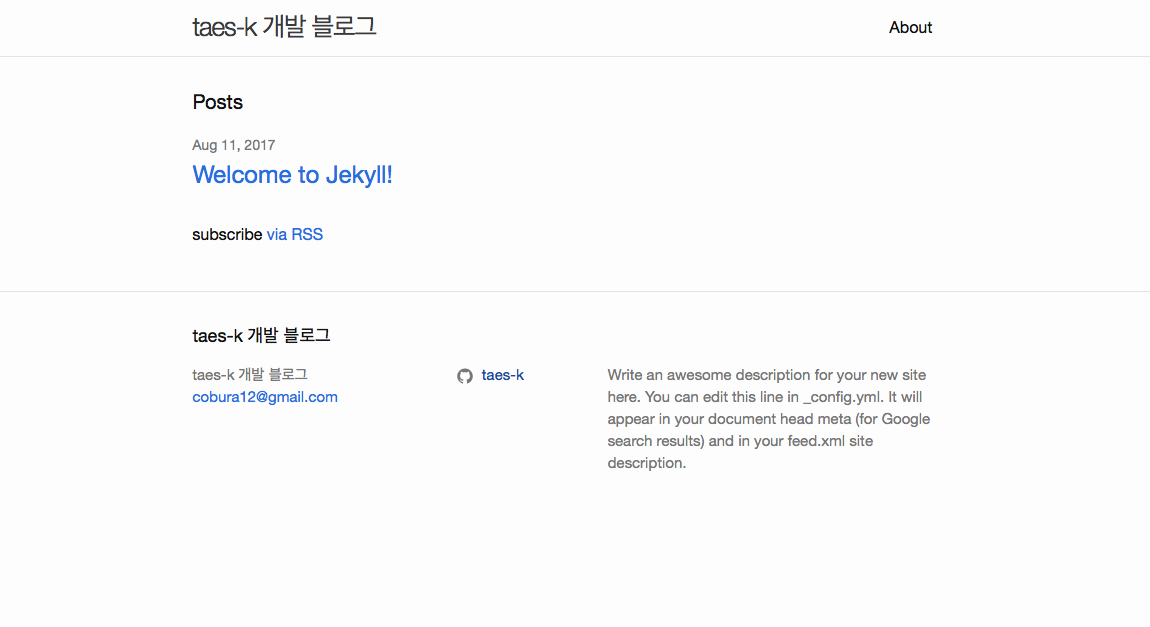 taes-k 개발 블로그
About
Posts
Aug 11, 2017
Welcome to Jekyll!
subscribe via RSS
taes-k 개발 블로그
taes-k 개발 블로그
cobura12@gmail.com
taes-k
Write an awesome description for your new site
here. You can edit this line in _config.yml. It will
appear in your document head meta (for Google
search results) and in your feed.xml site
description.